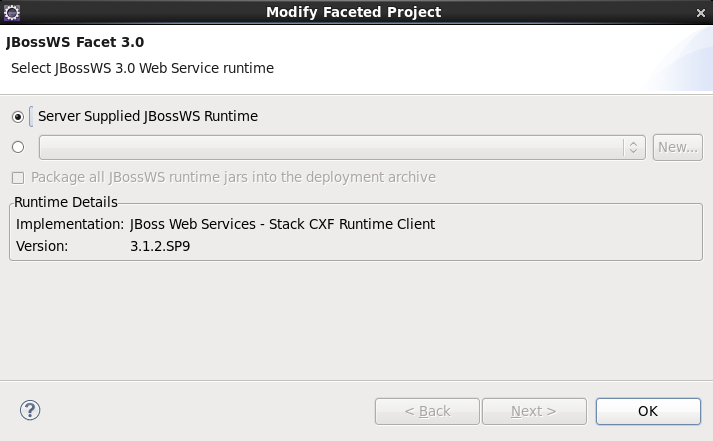 Modify Faceted Project
JBossWS Facet 3.0
Select JBossWS 3.0 Web Service runtime
Server Supplied JBossWS Runtime
New...
Package all JBossWS runtime jars into the deployment archive
Runtime Details
Implementation: JBoss Web Services - Stack CXF Runtime Client
Version: 3.1.2.SP9
< Back Next > OK